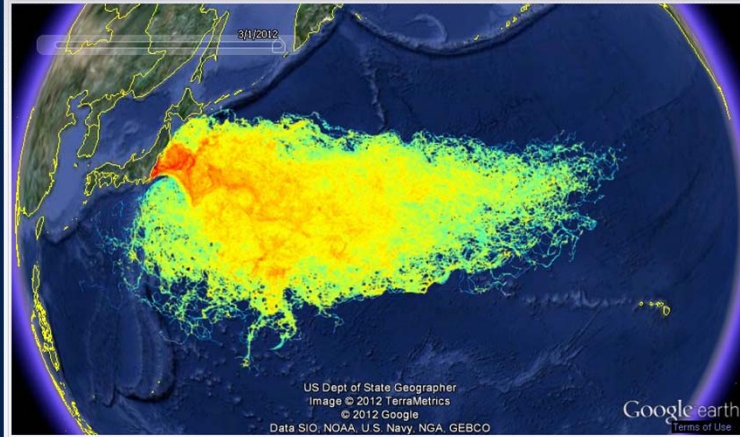 3/1/2012
US Dept of State Geographer
Image © 2012 TerraMetrics
© 2012 Google
Data SIO, NOAA, U.S. Navy, NGA, GEBCO
Google earth
Terms of Use